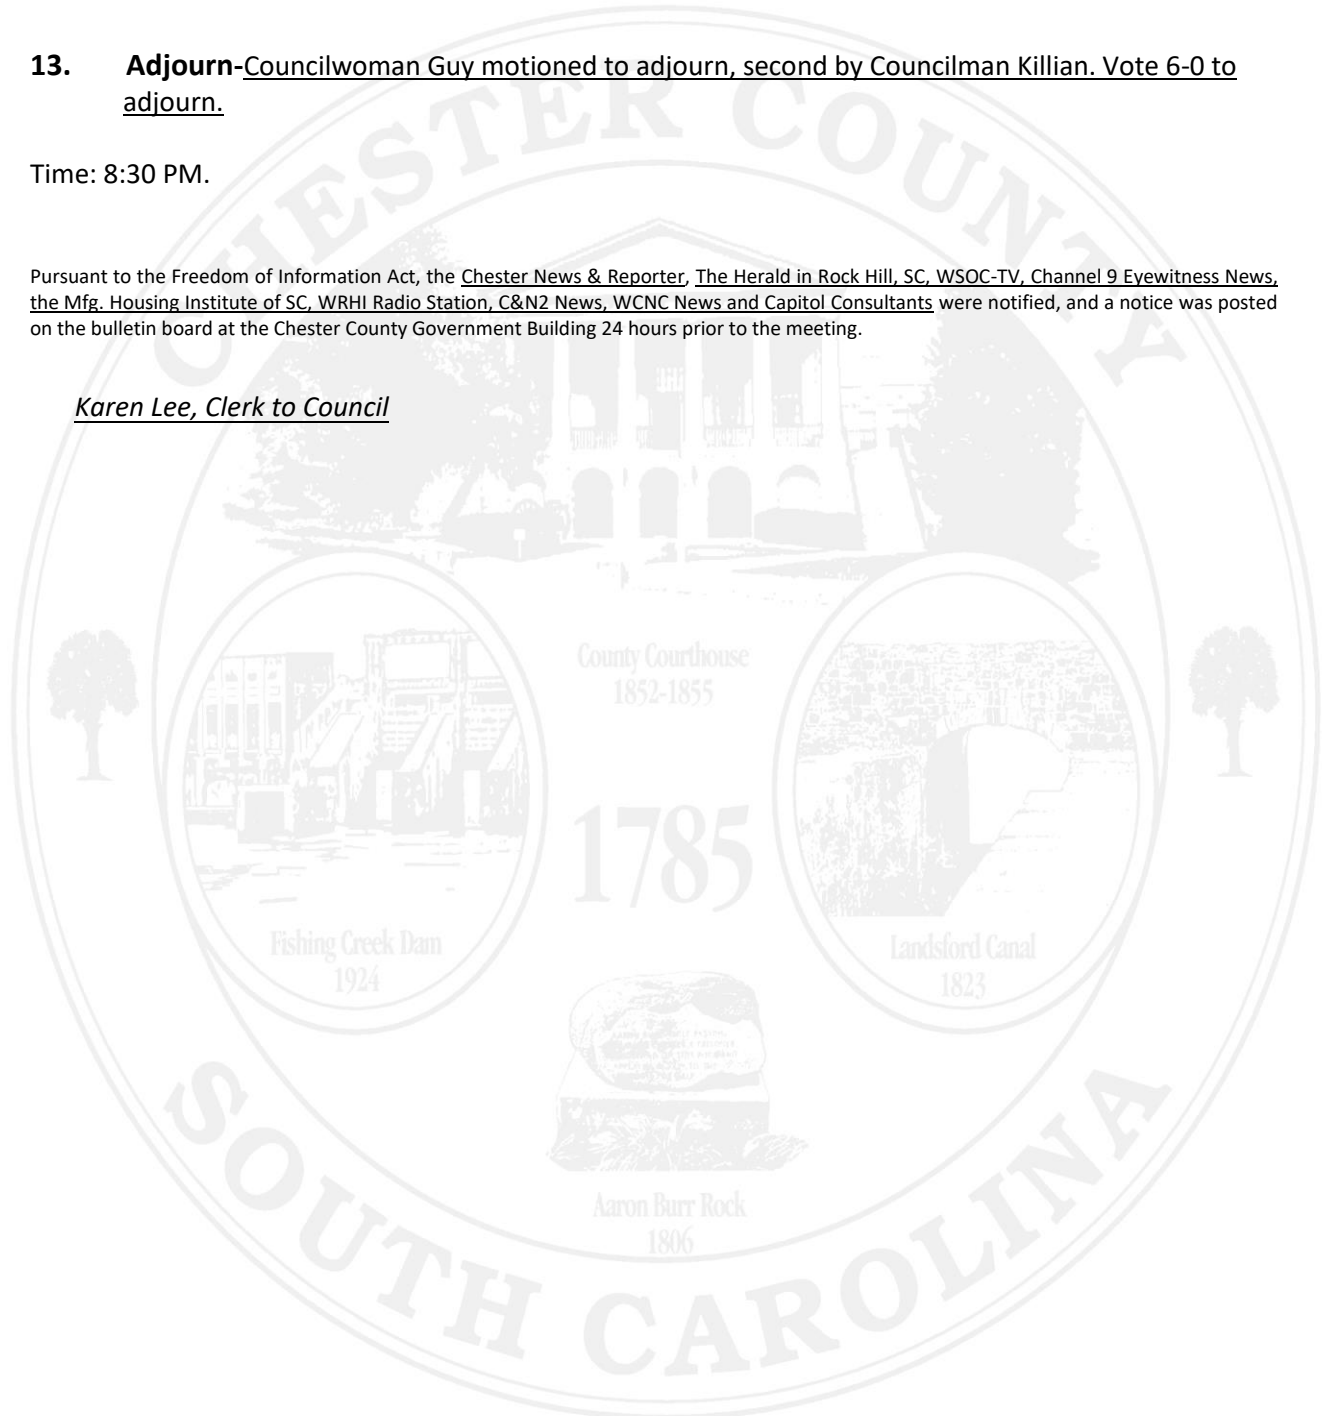 13. Adjourn-Councilwoman Guy motioned to adjourn, second by Councilman Killian. Vote 6-0 to
adjourn.
Time: 8:30 PM.
Pursuant to the Freedom of Information Act, the Chester News & Reporter, The Herald in Rock Hill, SC, WSOC-TV, Channel 9 Eyewitness News,
the Mfg. Housing Institute of SC, WRHI Radio Station, C&N2 News, WCNC News and Capitol Consultants were notified, and a notice was posted
on the bulletin board at the Chester County Government Building 24 hours prior to the meeting.
Karen Lee, Clerk to Council
CHESTER COUNTY
County Courthouse
1852-1855
1785
Fishing Creek Dam
1924
Landsford Canal
1823
Aaron Burr Rock
1806
SOUTH CAROLINA